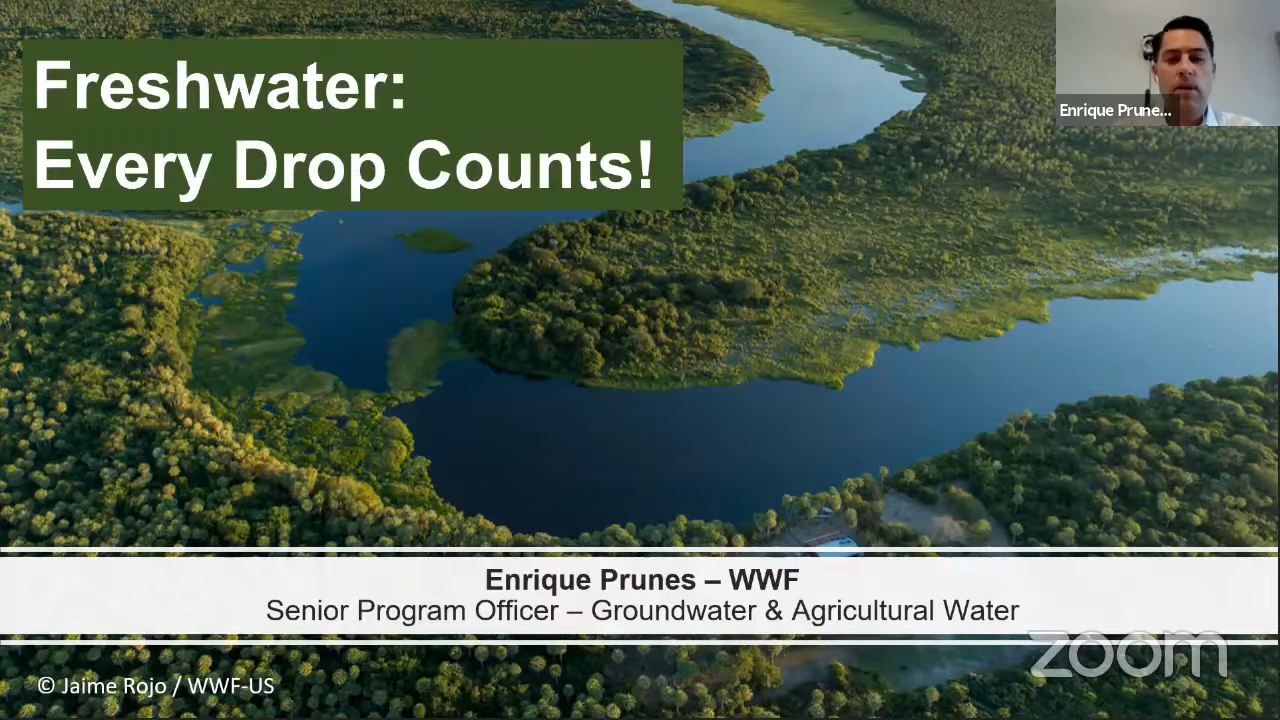 Freshwater:
Every Drop Counts!
Enrique Prune...
Enrique Prunes – WWF
Senior Program Officer – Groundwater & Agricultural Water
zoom
© Jaime Rojo / WWF-US